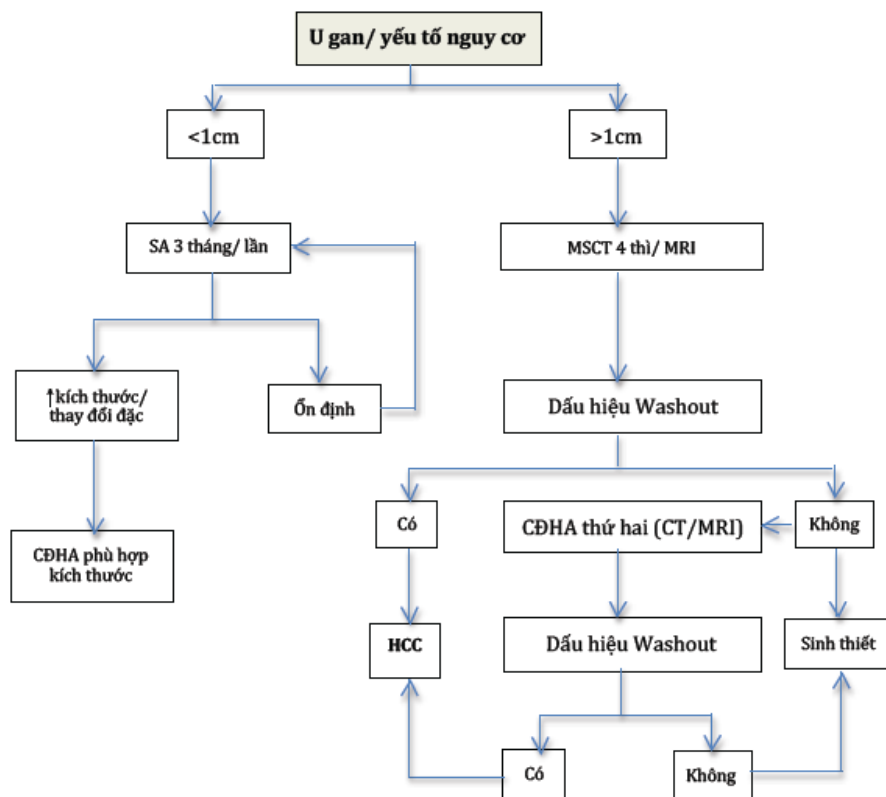 U gan/ yếu tố nguy cơ
<1cm
>1cm
SA 3 tháng/ lần
MSCT 4 thì/ MRI
↑kích thước/
thay đổi đặc
Ổn định
Dấu hiệu Washout
CĐHA phù hợp
kích thước
Có
CĐHA thứ hai (CT/MRI)
Không
HCC
Dấu hiệu Washout
Sinh thiết
Có
Không